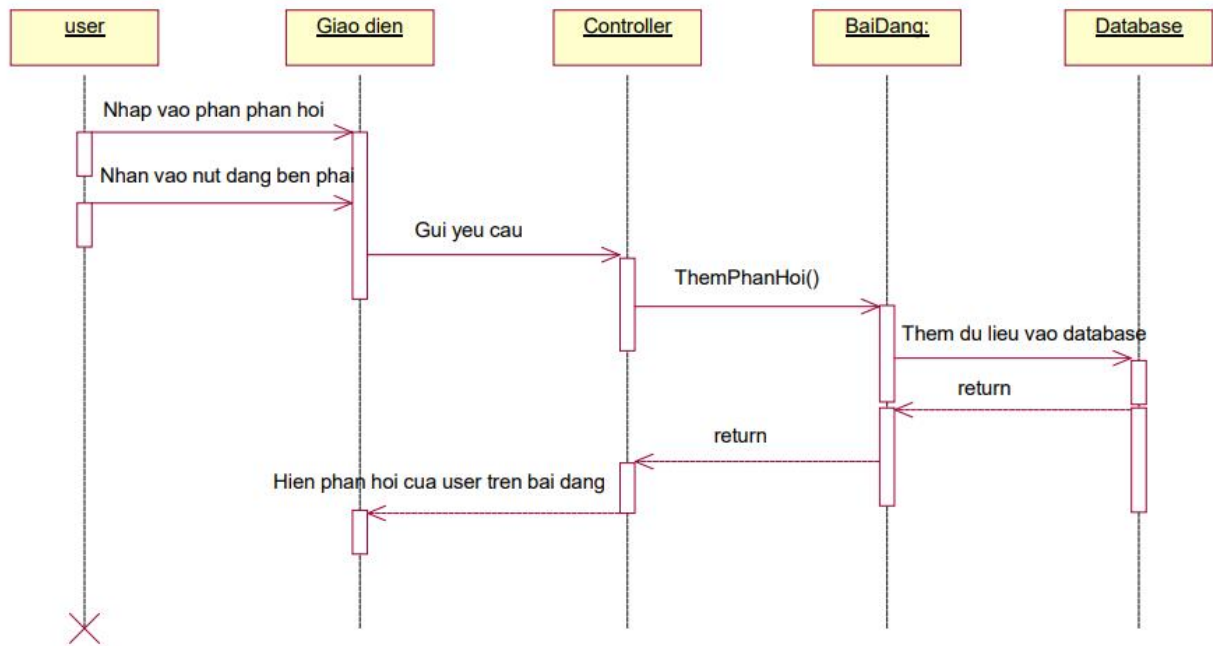 user
Giao dien
Controller
BaiDang:
Database
Nhap vao phan phan hoi
Nhan vao nut dang ben phai
Gui yeu cau
ThemPhanHoi()
Them du lieu vao database
return
return
Hien phan hoi cua user tren bai dang